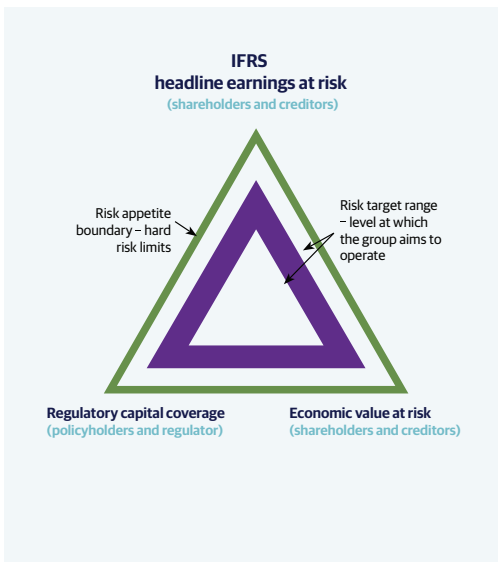 IFRS
headline earnings at risk
(shareholders and creditors)
Risk appetite
boundary – hard
risk limits
Risk target range
– level at which
the group aims to
operate
Regulatory capital coverage
(policyholders and regulator)
Economic value at risk
(shareholders and creditors)